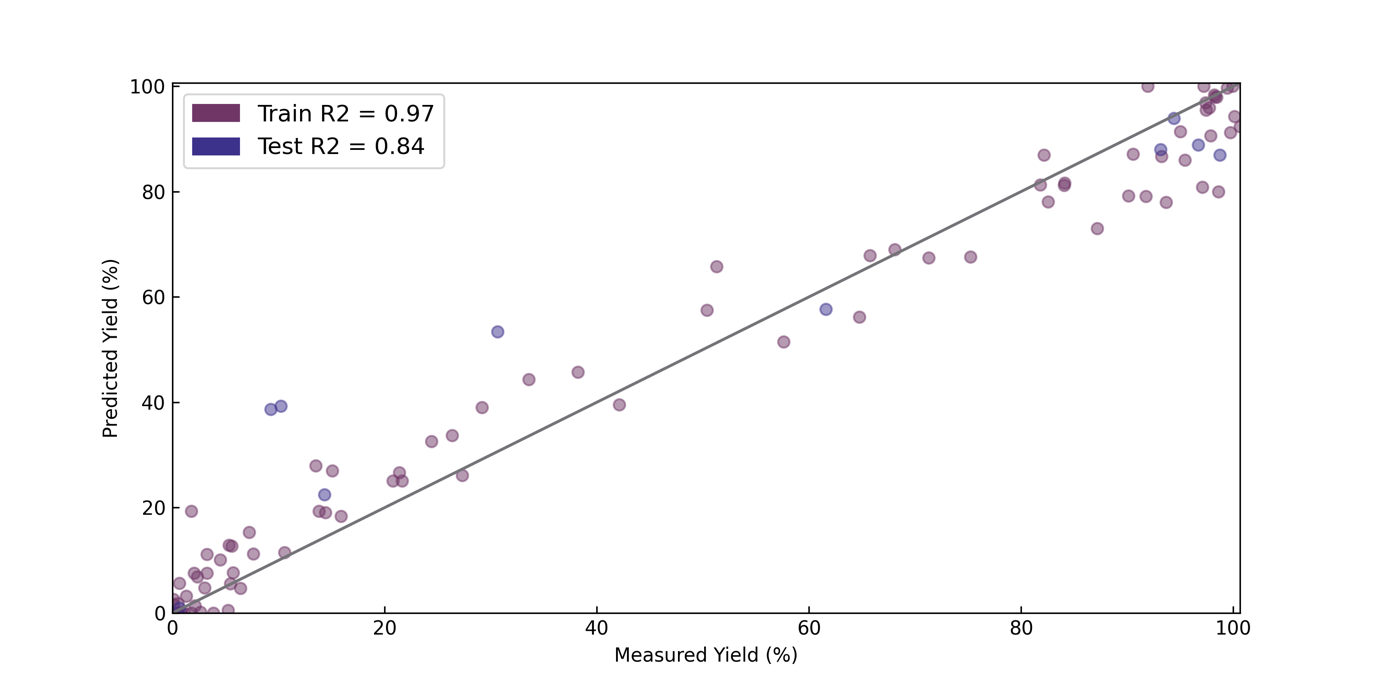 100
80
60
40
20
0
Predicted Yield (%)
Train R2 = 0.97
Test R2 = 0.84
0 20 40 60 80 100
Measured Yield (%)